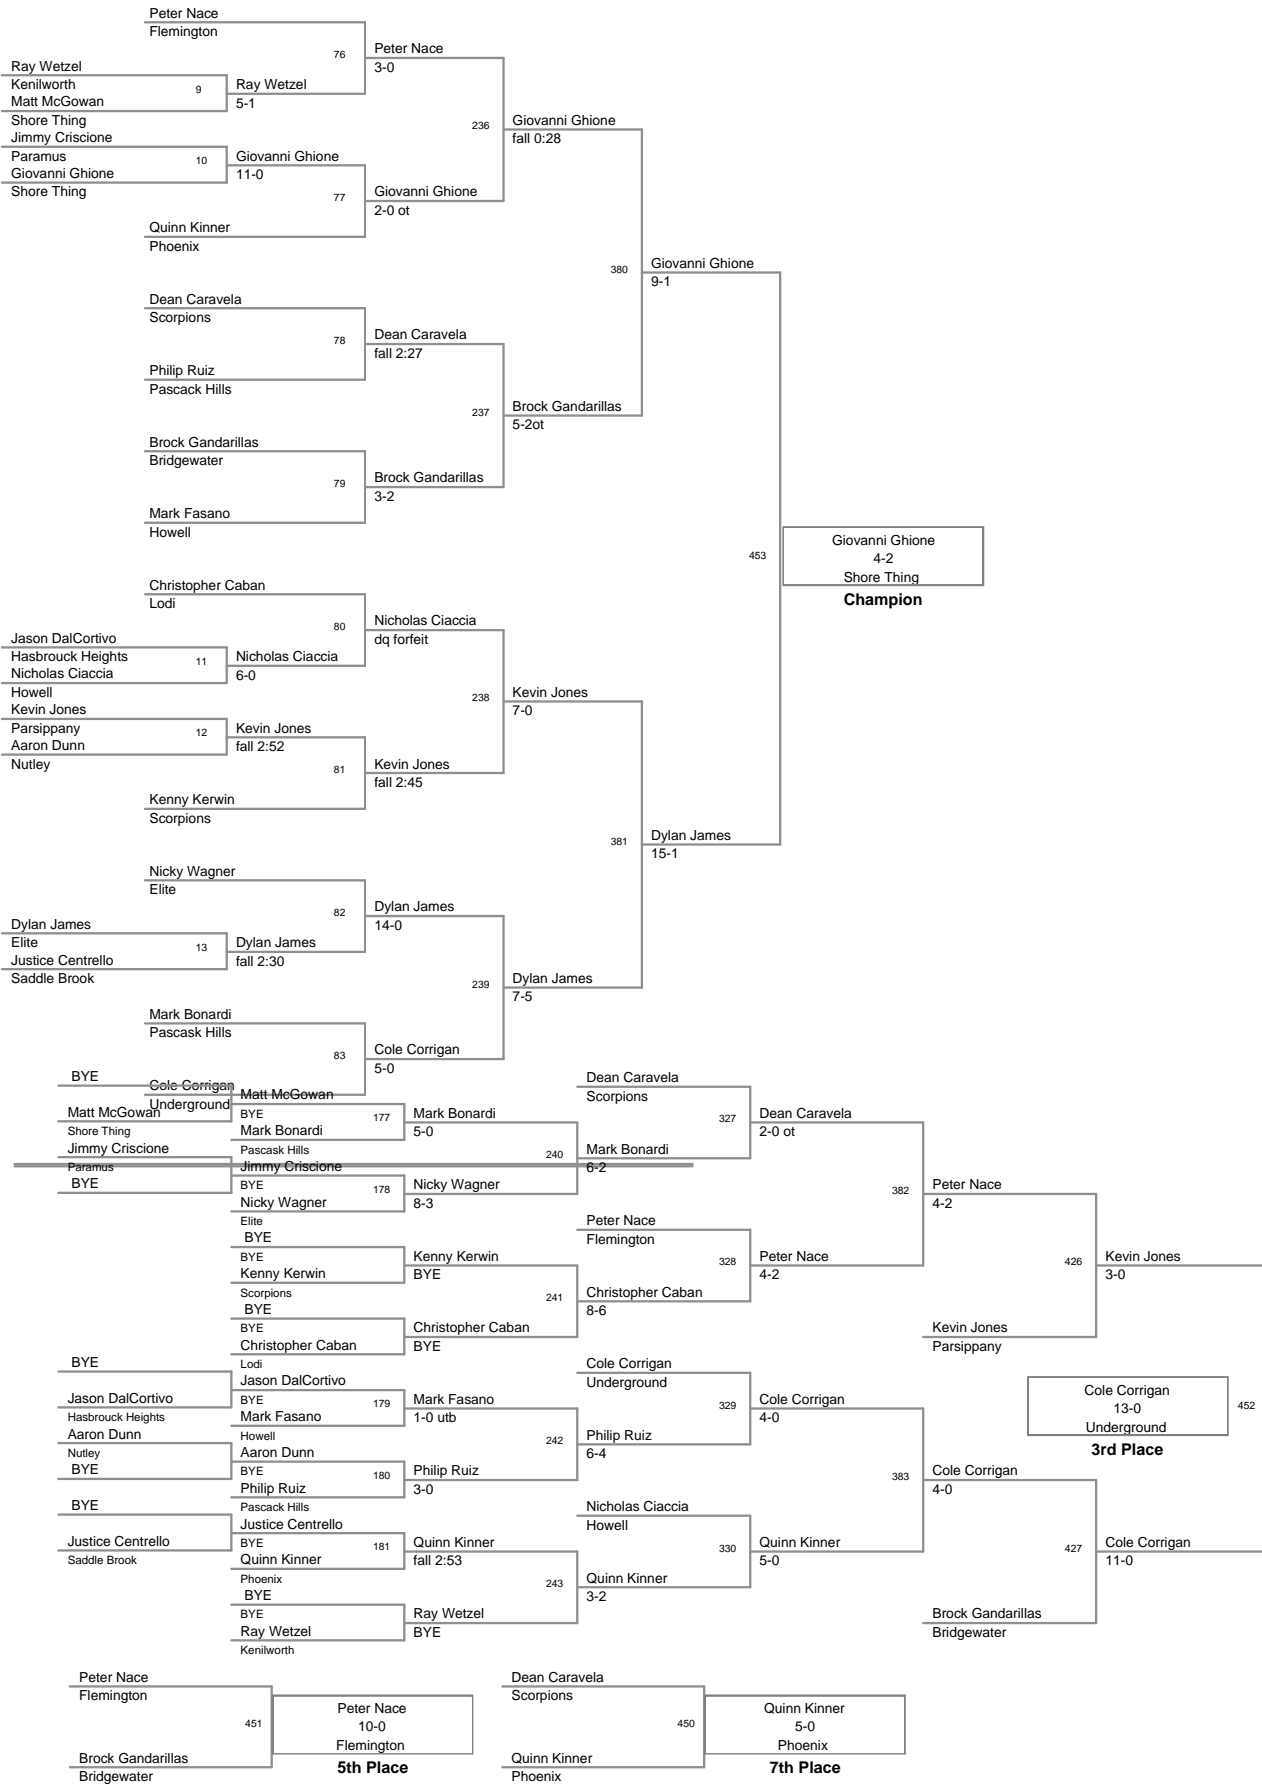 Peter Nace
Flemington
76
Peter Nace
3-0
Ray Wetzel
Kenilworth
9
Matt McGowan
Shore Thing
Ray Wetzel
5-1
236
Giovanni Ghione
fall 0:28
Jimmy Criscione
Paramus
10
Giovanni Ghione
Shore Thing
Giovanni Ghione
11-0
77
Giovanni Ghione
2-0 ot
Quinn Kinner
Phoenix
380
Giovanni Ghione
9-1
Dean Caravela
Scorpions
78
Dean Caravela
fall 2:27
Philip Ruiz
Pascack Hills
237
Brock Gandarillas
5-2ot
Brock Gandarillas
Bridgewater
79
Brock Gandarillas
3-2
Mark Fasano
Howell
453
Giovanni Ghione
4-2
Shore Thing
Champion
Christopher Caban
Lodi
80
Nicholas Ciaccia
dq forfeit
Jason DalCortivo
Hasbrouck Heights
11
Nicholas Ciaccia
Howell
Nicholas Ciaccia
6-0
238
Kevin Jones
7-0
Kevin Jones
Parsippany
12
Aaron Dunn
Nutley
Kevin Jones
fall 2:52
81
Kevin Jones
fall 2:45
Kenny Kerwin
Scorpions
381
Dylan James
15-1
Nicky Wagner
Elite
82
Dylan James
14-0
Dylan James
Elite
13
Justice Centrello
Saddle Brook
Dylan James
fall 2:30
239
Dylan James
7-5
Mark Bonardi
Pascask Hills
83
Cole Corrigan
5-0
Cole Corrigan
Underground
BYE
Matt McGowan
Shore Thing
Jimmy Criscione
Paramus
BYE
Matt McGowan
BYE
177
Mark Bonardi
Pascask Hills
Jimmy Criscione
BYE
178
Nicky Wagner
Elite
BYE
BYE
Kenny Kerwin
Scorpions
BYE
BYE
Christopher Caban
Lodi
Mark Bonardi
5-0
240
Nicky Wagner
8-3
Kenny Kerwin
BYE
241
Christopher Caban
BYE
Dean Caravela
Scorpions
327
Mark Bonardi
6-2
Peter Nace
Flemington
328
Christopher Caban
8-6
Dean Caravela
2-0 ot
382
Peter Nace
4-2
Peter Nace
4-2
426
Kevin Jones
Parsippany
Kevin Jones
3-0
BYE
Jason DalCortivo
Hasbrouck Heights
Aaron Dunn
Nutley
BYE
BYE
Justice Centrello
Saddle Brook
Jason DalCortivo
BYE
179
Mark Fasano
Howell
Aaron Dunn
BYE
180
Philip Ruiz
Pascack Hills
Justice Centrello
BYE
181
Quinn Kinner
Phoenix
BYE
BYE
Ray Wetzel
Kenilworth
Mark Fasano
1-0 utb
242
Philip Ruiz
3-0
Quinn Kinner
fall 2:53
243
Ray Wetzel
BYE
Cole Corrigan
Underground
329
Philip Ruiz
6-4
Nicholas Ciaccia
Howell
330
Quinn Kinner
3-2
Cole Corrigan
4-0
383
Quinn Kinner
5-0
Cole Corrigan
4-0
427
Brock Gandarillas
Bridgewater
Cole Corrigan
11-0
Cole Corrigan
13-0
Underground
452
3rd Place
Peter Nace
Flemington
451
Brock Gandarillas
Bridgewater
Peter Nace
10-0
Flemington
5th Place
Dean Caravela
Scorpions
450
Quinn Kinner
Phoenix
Quinn Kinner
5-0
Phoenix
7th Place